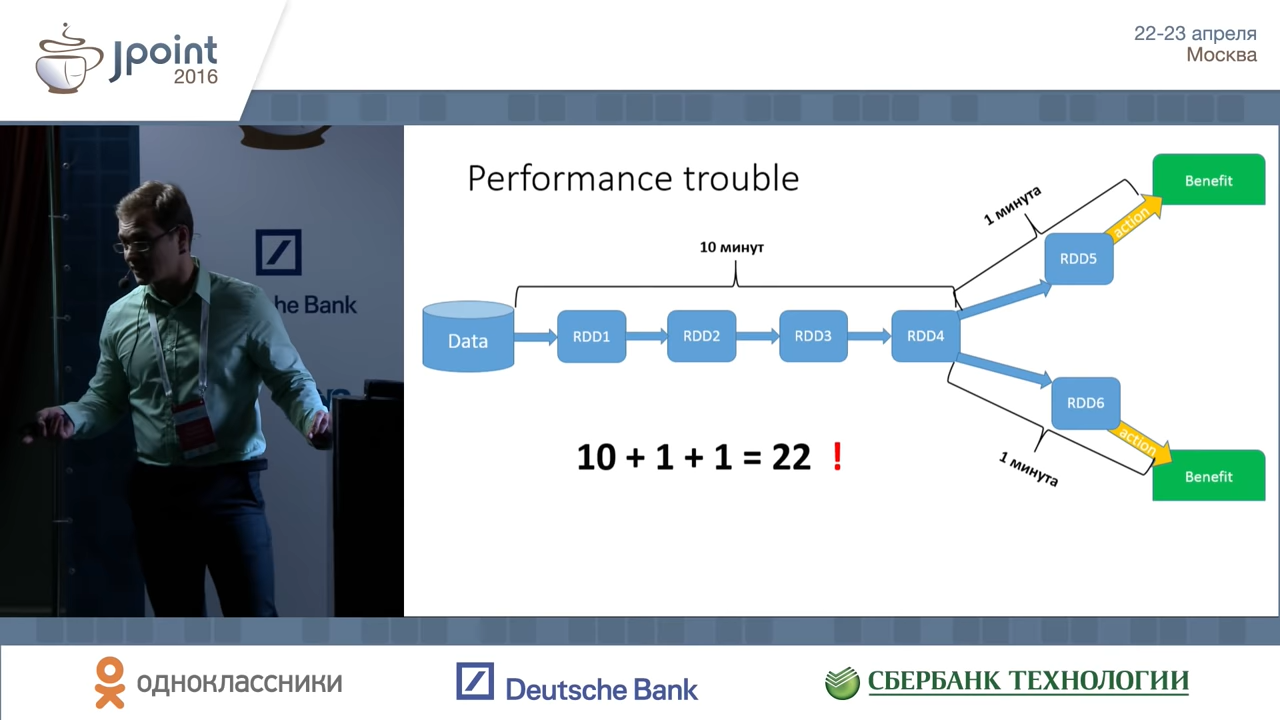 Jpoint
2016
22-23 апреля
Москва
Performance trouble
Benefit
1 минута
action
10 минут
RDD5
Data
RDD1
RDD2
RDD3
RDD4
RDD6
10 + 1 + 1 = 22 !
action
1 минута
Benefit
che Bank
одноклассники
Deutsche Bank
СБЕРБАНК ТЕХНОЛОГИИ